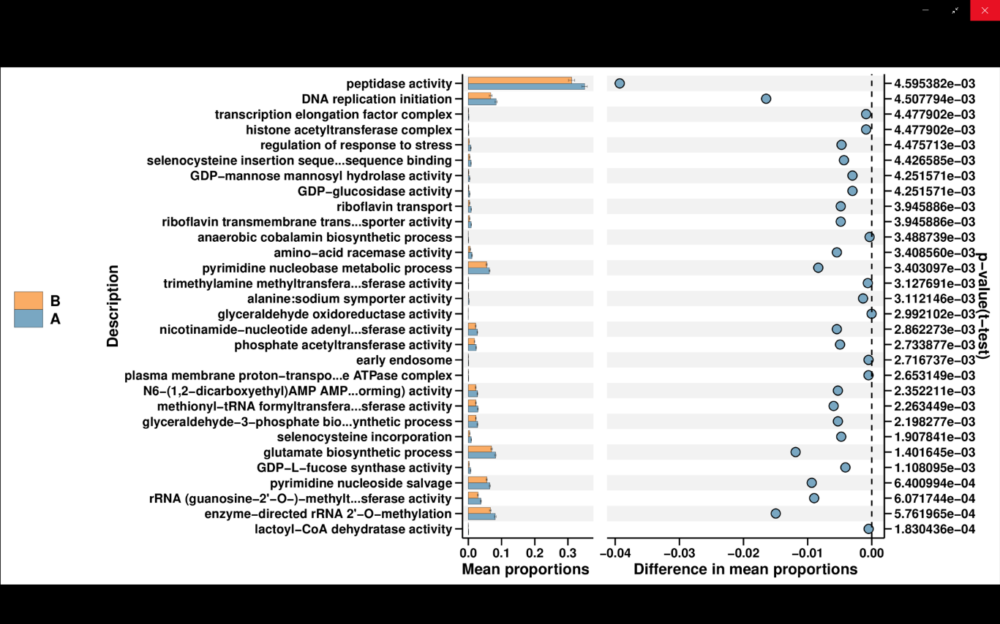 peptidase activity 4.595382e−03
DNA replication initiation 4.507794e−03
transcription elongation factor complex 4.477902e−03
histone acetyltransferase complex 4.477902e−03
regulation of response to stress 4.475713e−03
selenocysteine insertion seque...sequence binding 4.426585e−03
GDP−mannose mannosyl hydrolase activity 4.251571e−03
GDP−glucosidase activity 4.251571e−03
riboflavin transport 3.945886e−03
riboflavin transmembrane trans...sporter activity 3.945886e−03
anaerobic cobalamin biosynthetic process 3.488739e−03
amino−acid racemase activity 3.408560e−03
pyrimidine nucleobase metabolic process 3.403097e−03
trimethylamine methyltransfera...sferase activity 3.127691e−03
alanine:sodium symporter activity 3.112146e−03
glyceraldehyde oxidoreductase activity 2.992102e−03
nicotinamide−nucleotide adenyl...sferase activity 2.862273e−03
phosphate acetyltransferase activity 2.733877e−03
early endosome 2.716737e−03
plasma membrane proton−transpo...e ATPase complex 2.653149e−03
N6−(1,2−dicarboxyethyl)AMP AMP...orming) activity 2.352211e−03
methionyl−tRNA formyltransfera...sferase activity 2.263449e−03
glyceraldehyde−3−phosphate bio...ynthetic process 2.198277e−03
selenocysteine incorporation 1.907841e−03
glutamate biosynthetic process 1.401645e−03
GDP−L−fucose synthase activity 1.108095e−03
pyrimidine nucleoside salvage 6.400994e−04
rRNA (guanosine−2'−O−)−methylt...sferase activity 6.071744e−04
enzyme−directed rRNA 2'−O−methylation 5.761965e−04
lactoyl−CoA dehydratase activity 1.830436e−04
B
A
Description
p−value(t−test)
0.0 0.1 0.2 0.3 −0.04 −0.03 −0.02 −0.01 0.00
Mean proportions Difference in mean proportions